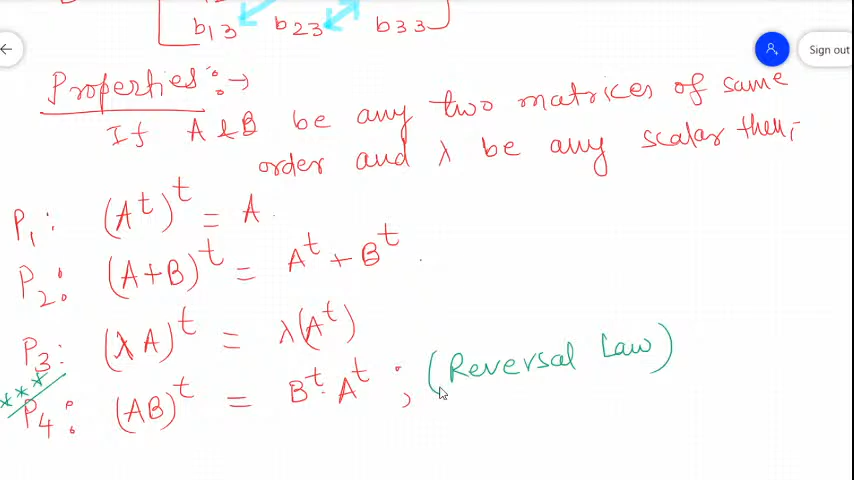 b13 b23 b33
Sign out
Properties:→
If A & B be any two matrices of same
order and λ be any scalar then,
P1: (A^t)^t = A.
P2: (A+B)^t = A^t + B^t.
P3: (λA)^t = λ(A^t)
***
P4: (AB)^t = B^t. A^t ; (Reversal Law)